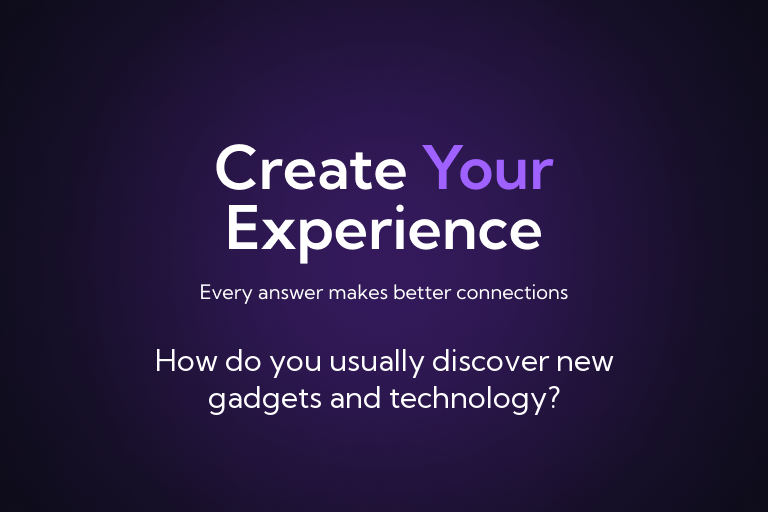 Create Your
Experience
Every answer makes better connections
How do you usually discover new
gadgets and technology?